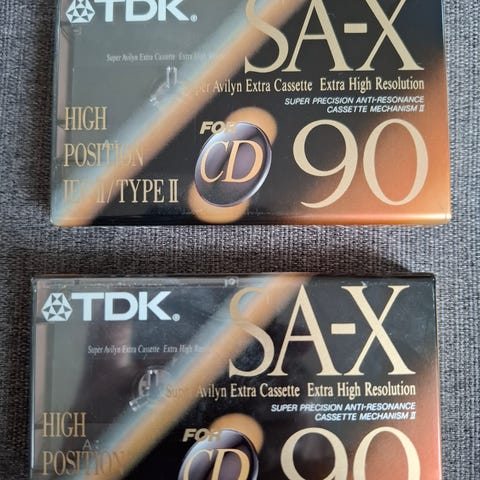 TDK®
SA-X
Super Avilyn Extra Cassette Extra High
Super Avilyn Extra Cassette Extra High Resolution
SUPER PRECISION ANTI-RESONANCE
CASSETTE MECHANISM II
HIGH
POSITION
IEC II/TYPE II
FOR
CD
90
TDK®
SA-X
Super Avilyn Extra Cassette Extra High
Super Avilyn Extra Cassette Extra High Resolution
SUPER PRECISION ANTI-RESONANCE
CASSETTE MECHANISM II
HIGH
A
POSITION
FOR
CD
90